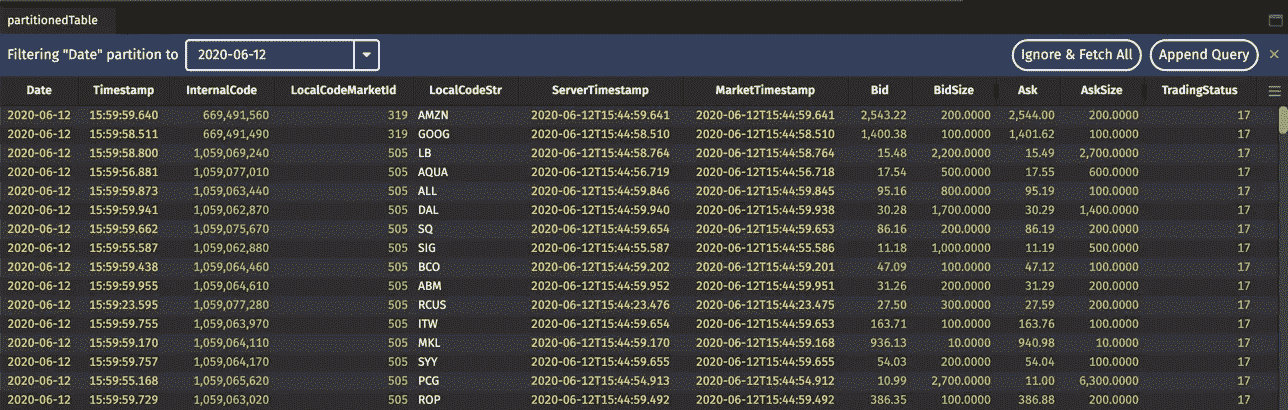 partitionedTable
Filtering "Date" partition to 2020-06-12 Ignore & Fetch All Append Query ×
Date Timestamp InternalCode LocalCodeMarketId LocalCodeStr ServerTimestamp MarketTimestamp Bid BidSize Ask AskSize TradingStatus
2020-06-12 15:59:59.640 669,491,560 319 AMZN 2020-06-12T15:44:59.641 2020-06-12T15:44:59.641 2,543.22 200.0000 2,544.00 200.0000 17
2020-06-12 15:59:58.511 669,491,490 319 GOOG 2020-06-12T15:44:58.510 2020-06-12T15:44:58.510 1,400.38 100.0000 1,401.62 100.0000 17
2020-06-12 15:59:58.800 1,059,069,240 505 LB 2020-06-12T15:44:58.764 2020-06-12T15:44:58.764 15.48 2,200.0000 15.49 2,700.0000 17
2020-06-12 15:59:56.881 1,059,077,010 505 AQUA 2020-06-12T15:44:56.719 2020-06-12T15:44:56.718 17.54 500.0000 17.55 600.0000 17
2020-06-12 15:59:59.873 1,059,063,440 505 ALL 2020-06-12T15:44:59.846 2020-06-12T15:44:59.845 95.16 800.0000 95.19 100.0000 17
2020-06-12 15:59:59.941 1,059,062,870 505 DAL 2020-06-12T15:44:59.940 2020-06-12T15:44:59.938 30.28 1,700.0000 30.29 1,400.0000 17
2020-06-12 15:59:59.662 1,059,075,670 505 SQ 2020-06-12T15:44:59.654 2020-06-12T15:44:59.653 86.16 200.0000 86.19 200.0000 17
2020-06-12 15:59:55.587 1,059,062,880 505 SIG 2020-06-12T15:44:55.587 2020-06-12T15:44:55.586 11.18 1,000.0000 11.19 500.0000 17
2020-06-12 15:59:59.438 1,059,064,460 505 BCO 2020-06-12T15:44:59.202 2020-06-12T15:44:59.201 47.09 100.0000 47.12 100.0000 17
2020-06-12 15:59:59.955 1,059,064,610 505 ABM 2020-06-12T15:44:59.952 2020-06-12T15:44:59.951 31.26 200.0000 31.29 200.0000 17
2020-06-12 15:59:23.595 1,059,077,280 505 RCUS 2020-06-12T15:44:23.476 2020-06-12T15:44:23.475 27.50 300.0000 27.59 200.0000 17
2020-06-12 15:59:59.755 1,059,063,970 505 ITW 2020-06-12T15:44:59.654 2020-06-12T15:44:59.653 163.71 100.0000 163.76 100.0000 17
2020-06-12 15:59:59.170 1,059,064,110 505 MKL 2020-06-12T15:44:59.170 2020-06-12T15:44:59.168 936.13 10.0000 940.98 10.0000 17
2020-06-12 15:59:59.757 1,059,064,170 505 SYY 2020-06-12T15:44:59.655 2020-06-12T15:44:59.655 54.03 200.0000 54.04 100.0000 17
2020-06-12 15:59:55.168 1,059,065,620 505 PCG 2020-06-12T15:44:54.913 2020-06-12T15:44:54.912 10.99 2,700.0000 11.00 6,300.0000 17
2020-06-12 15:59:59.729 1,059,063,020 505 ROP 2020-06-12T15:44:59.492 2020-06-12T15:44:59.492 386.35 100.0000 386.88 200.0000 17